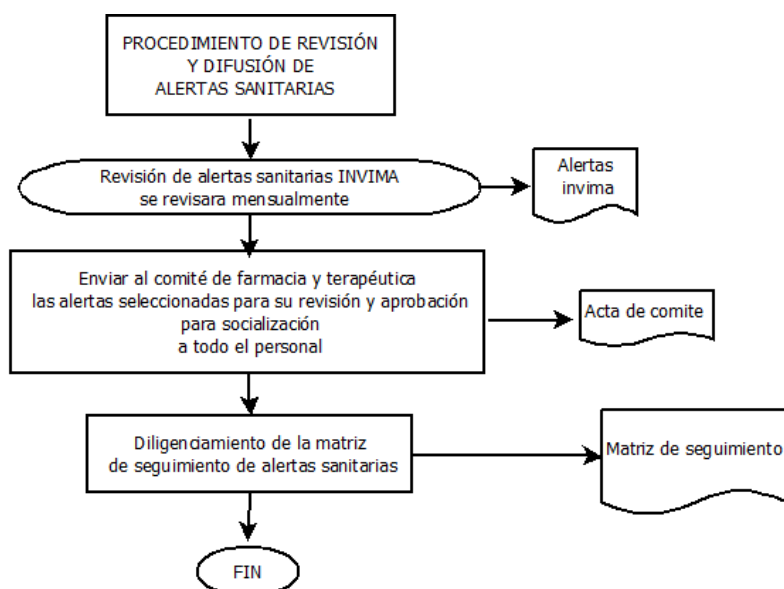 PROCEDIMIENTO DE REVISIÓN
Y DIFUSIÓN DE
ALERTAS SANITARIAS
Revisión de alertas sanitarias INVIMA
se revisara mensualmente
Alertas
invima
Enviar al comité de farmacia y terapéutica
las alertas seleccionadas para su revisión y aprobación
para socialización
a todo el personal
Acta de comite
Diligenciamiento de la matriz
de seguimiento de alertas sanitarias
Matriz de seguimiento
FIN